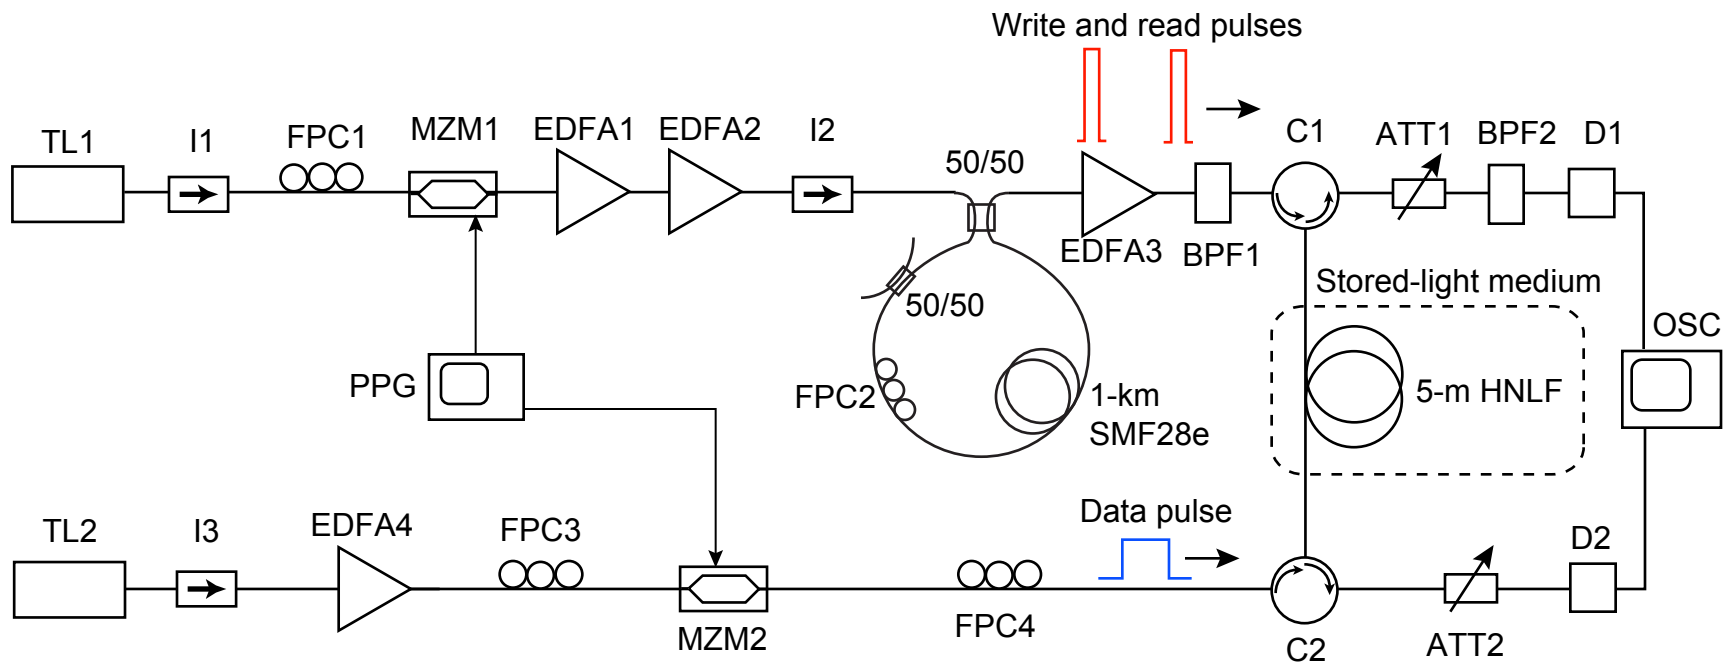 Write and read pulses
TL1
I1
FPC1
MZM1
EDFA1
EDFA2
I2
50/50
C1
ATT1
BPF2
D1
EDFA3
BPF1
50/50
Stored-light medium
OSC
PPG
FPC2
1-km
SMF28e
5-m HNLF
TL2
I3
EDFA4
FPC3
Data pulse
D2
MZM2
FPC4
C2
ATT2